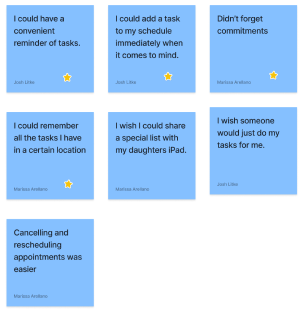 I could have a
convenient
reminder of tasks.
Josh Litke
I could add a task
to my schedule
immediately when
it comes to mind.
Josh Litke
Didn't forget
commitments
Marissa Arellano
I could remember
all the tasks I have
in a certain location
Marissa Arellano
I wish I could share
a special list with
my daughters iPad.
Marissa Arellano
I wish someone
would just do my
tasks for me.
Josh Litke
Cancelling and
rescheduling
appointments was
easier
Marissa Arellano